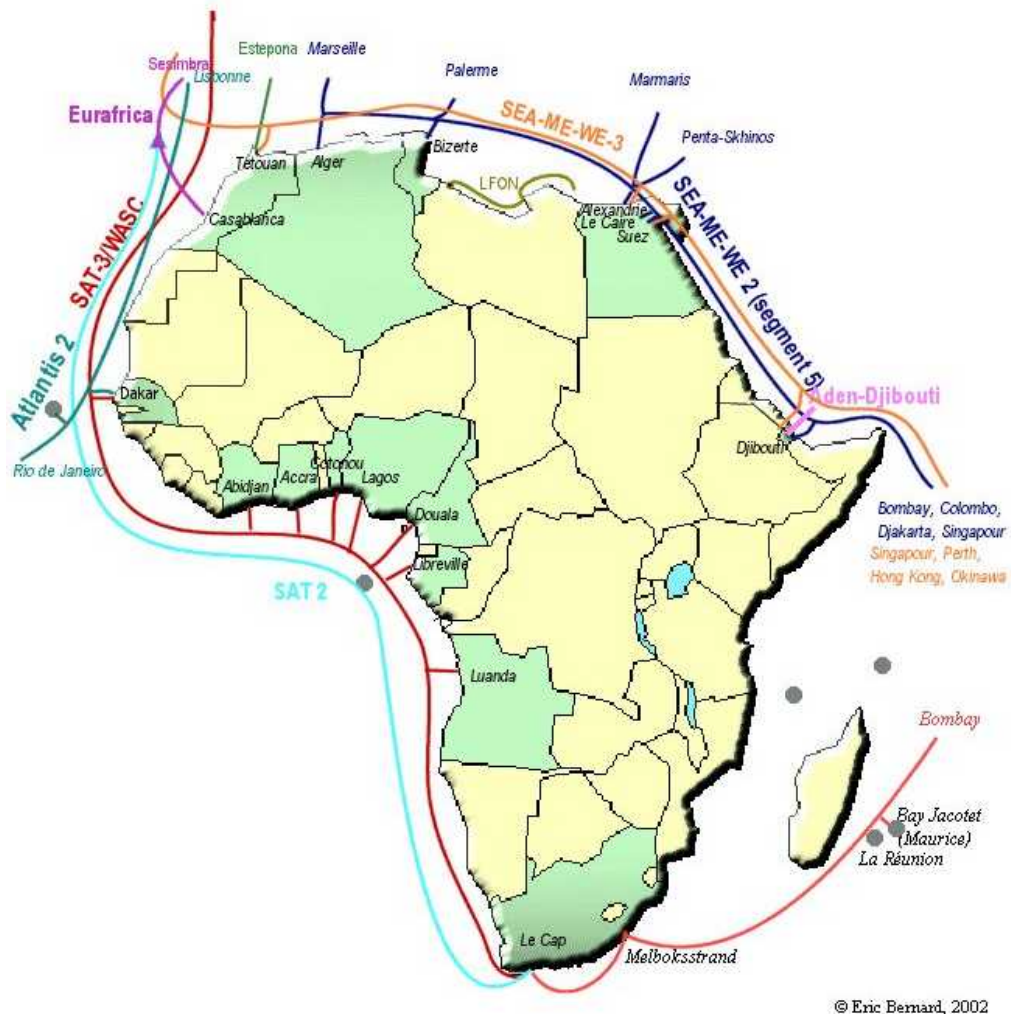 Sesimbra
Lisbonne
Estepona
Marseille
Palerme
Marmaris
Penta-Skhinos
Eurafrica
SEA-ME-WE-3
Tétouan
Alger
Bizerte
LFON
Casablanca
Alexandrie
Le Caire
Suez
SAT-3/WASC
SEA-ME-WE 2 (segment 5)
Atlantis 2
Dakar
Aden-Djibouti
Djibouti
Rio de Janeiro
Abidjan
Accra
Cotonou
Lagos
Douala
Bombay, Colombo,
Djakarta, Singapour
Singapour, Perth,
Hong Kong, Okinawa
Libreville
SAT 2
Luanda
Bombay
Bay Jacotet
(Maurice)
La Réunion
Le Cap
Melboksstrand
© Eric Bernard, 2002